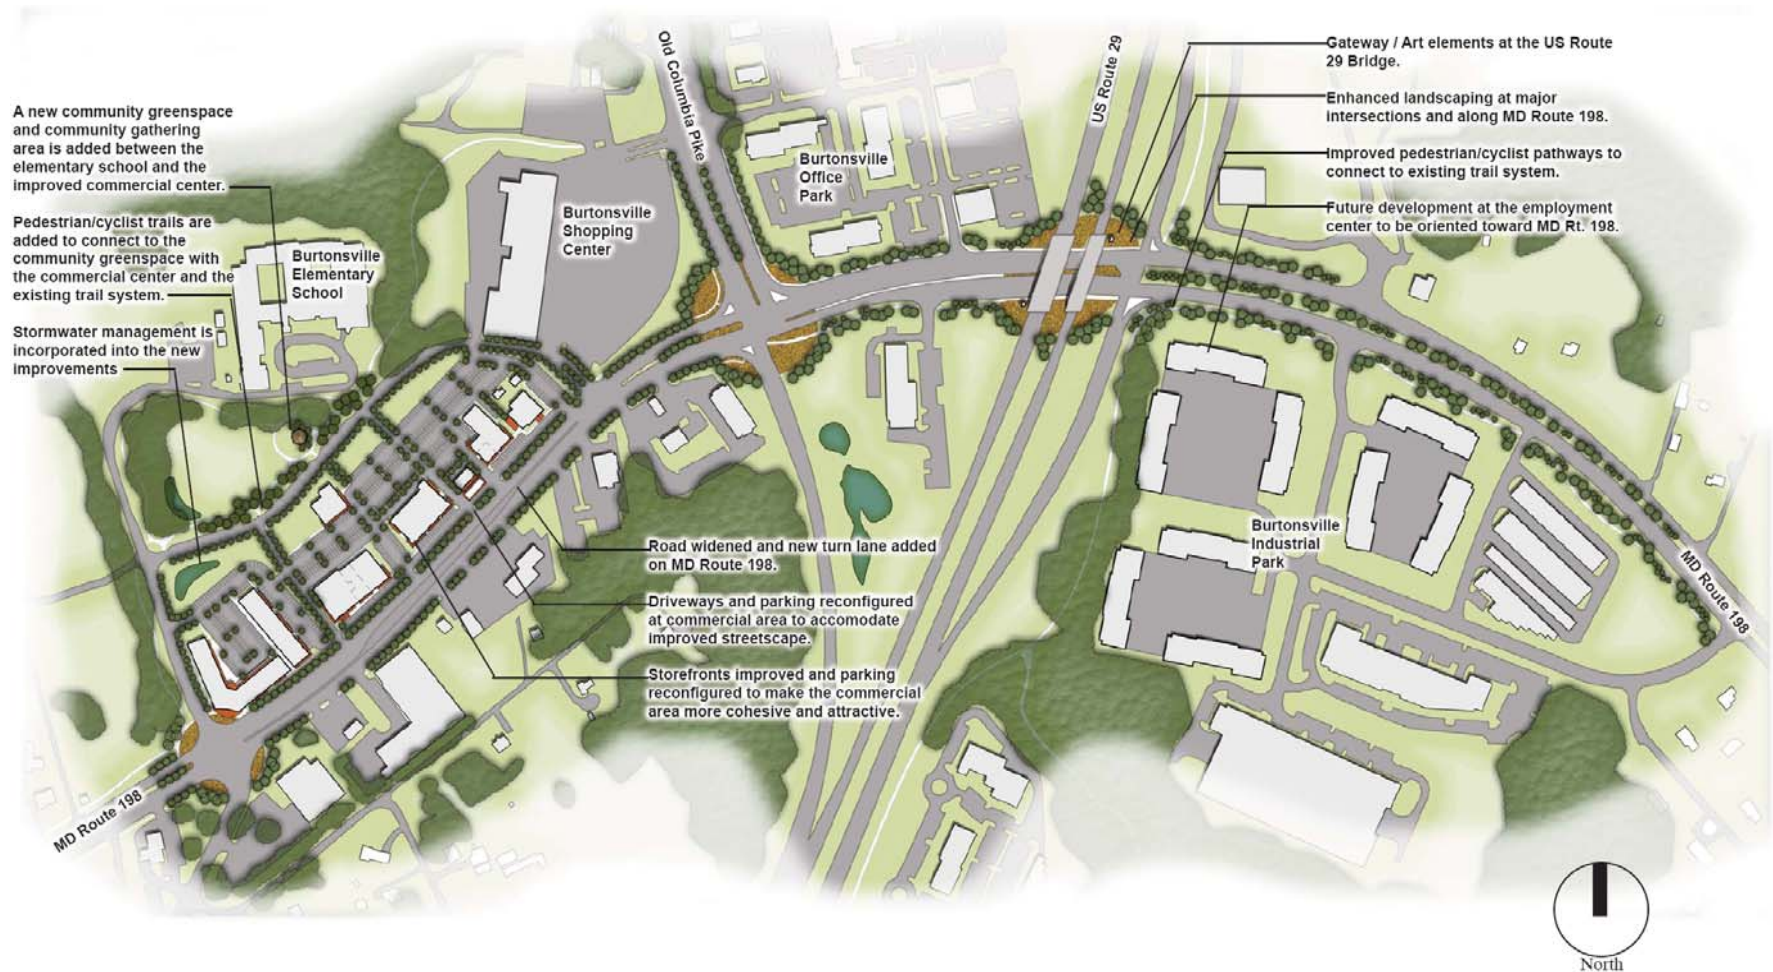 Old Columbia Pike
US Route 29
Gateway / Art elements at the US Route
29 Bridge.
Enhanced landscaping at major
intersections and along MD Route 198.
Improved pedestrian/cyclist pathways to
connect to existing trail system.
Future development at the employment
center to be oriented toward MD Rt. 198.
A new community greenspace
and community gathering
area is added between the
elementary school and the
improved commercial center.
Pedestrian/cyclist trails are
added to connect to the
community greenspace with
the commercial center and the
existing trail system.
Stormwater management is
incorporated into the new
improvements
Burtonsville
Elementary
School
Burtonsville
Shopping
Center
Burtonsville
Office
Park
Burtonsville
Industrial
Park
Road widened and new turn lane added
on MD Route 198.
Driveways and parking reconfigured
at commercial area to accomodate
improved streetscape.
Storefronts improved and parking
reconfigured to make the commercial
area more cohesive and attractive.
MD Route 198
MD Route 198
North